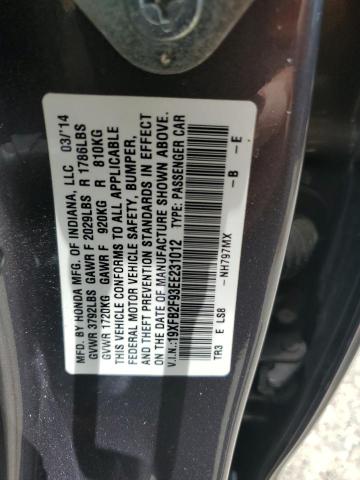 MFD. BY HONDA MFG. OF INDIANA, LLC 03/'14
GVWR 3792LBS GAWR F 2029LBS R 1786LBS
GVWR 1720KG GAWR F 920KG R 810KG
THIS VEHICLE CONFORMS TO ALL APPLICABLE
FEDERAL MOTOR VEHICLE SAFETY, BUMPER,
AND THEFT PREVENTION STANDARDS IN EFFECT
ON THE DATE OF MANUFACTURE SHOWN ABOVE.
V.I.N.:19XFB2F93EE231012 TYPE: PASSENGER CAR
-NH797MX -B -E
TR3 E LS8